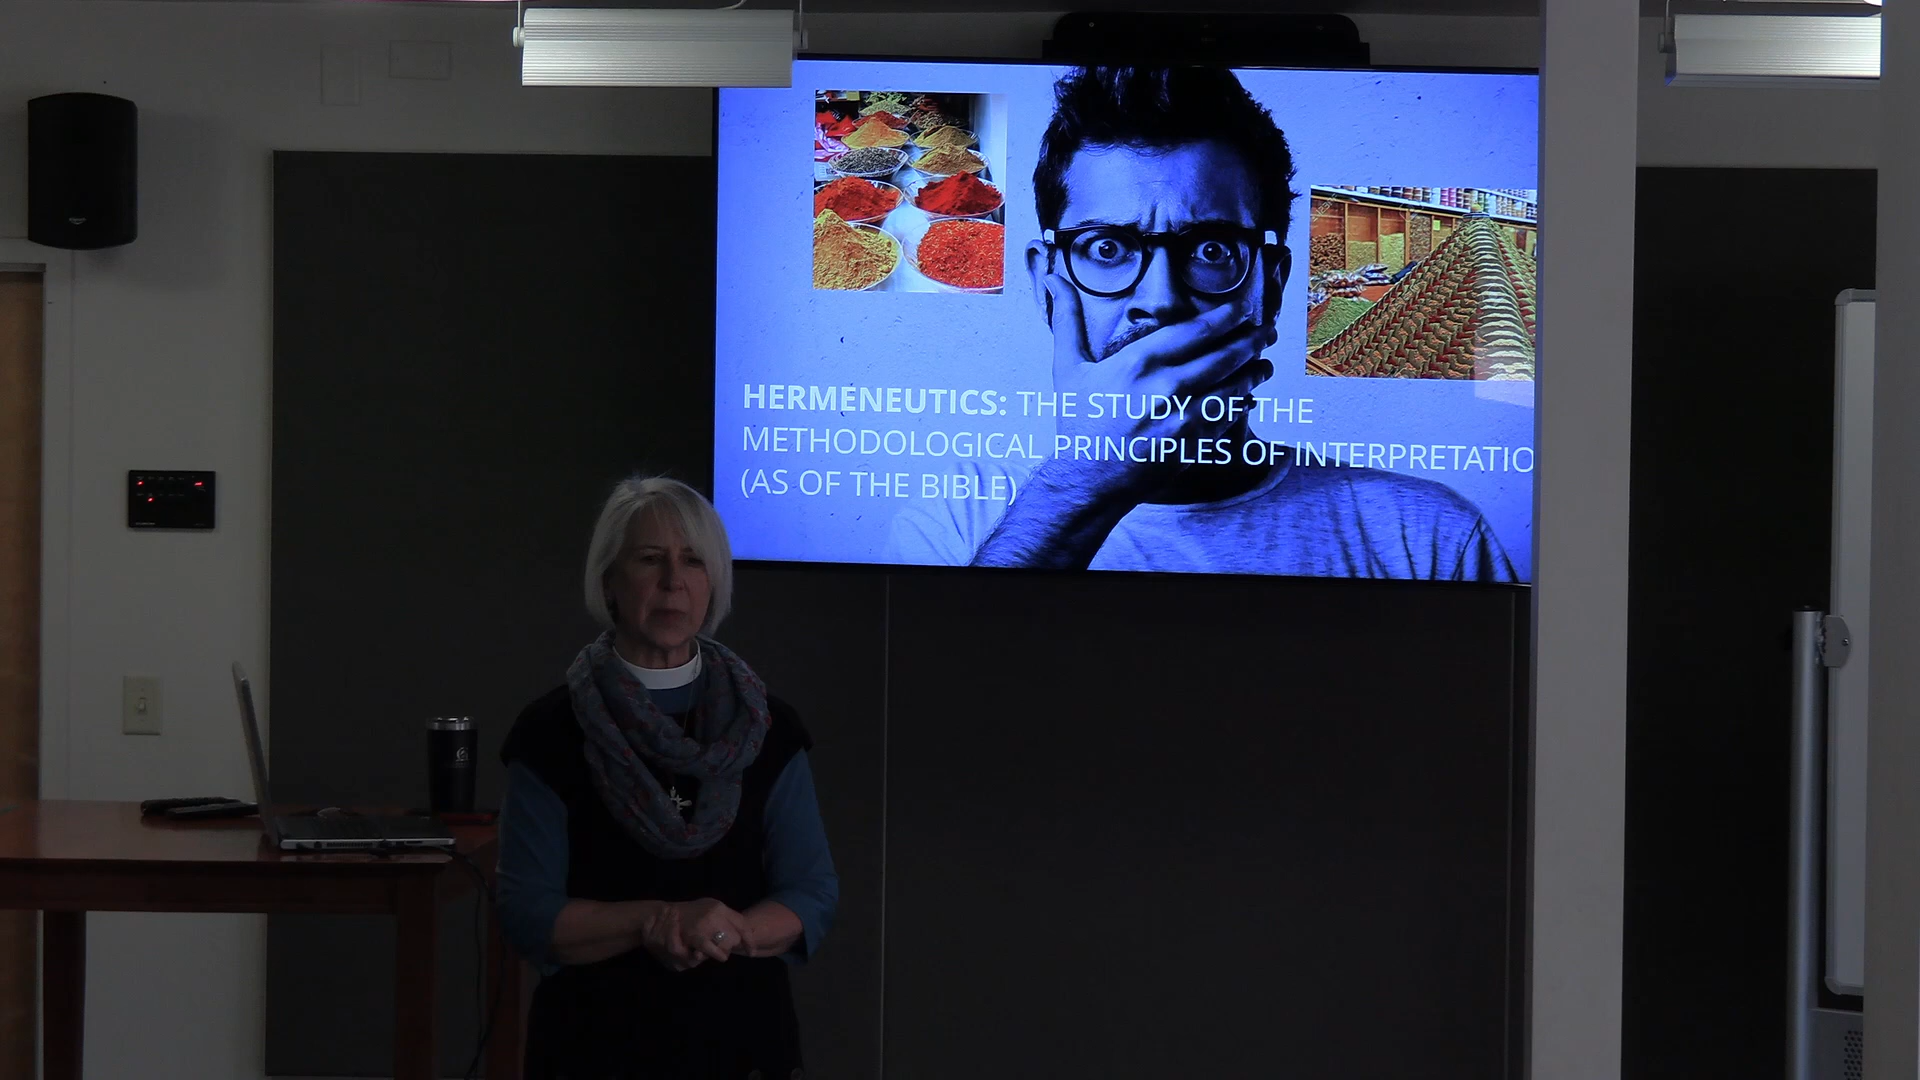 HERMENEUTICS: THE STUDY OF THE
METHODOLOGICAL PRINCIPLES OF INTERPRETATIO
(AS OF THE BIBLE)